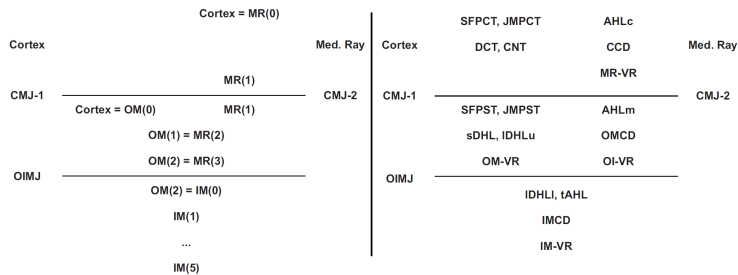 Cortex = MR(0)
Cortex
Med. Ray
MR(1)
CMJ-1
CMJ-2
Cortex = OM(0)
MR(1)
OM(1) = MR(2)
OM(2) = MR(3)
OIMJ
OM(2) = IM(0)
IM(1)
...
IM(5)
SFPCT, JMPCT
AHLc
Cortex
DCT, CNT
CCD
Med. Ray
MR-VR
CMJ-1
CMJ-2
SFPST, JMPST
AHLm
sDHL, lDHLu
OMCD
OM-VR
OI-VR
OIMJ
lDHLl, tAHL
IMCD
IM-VR